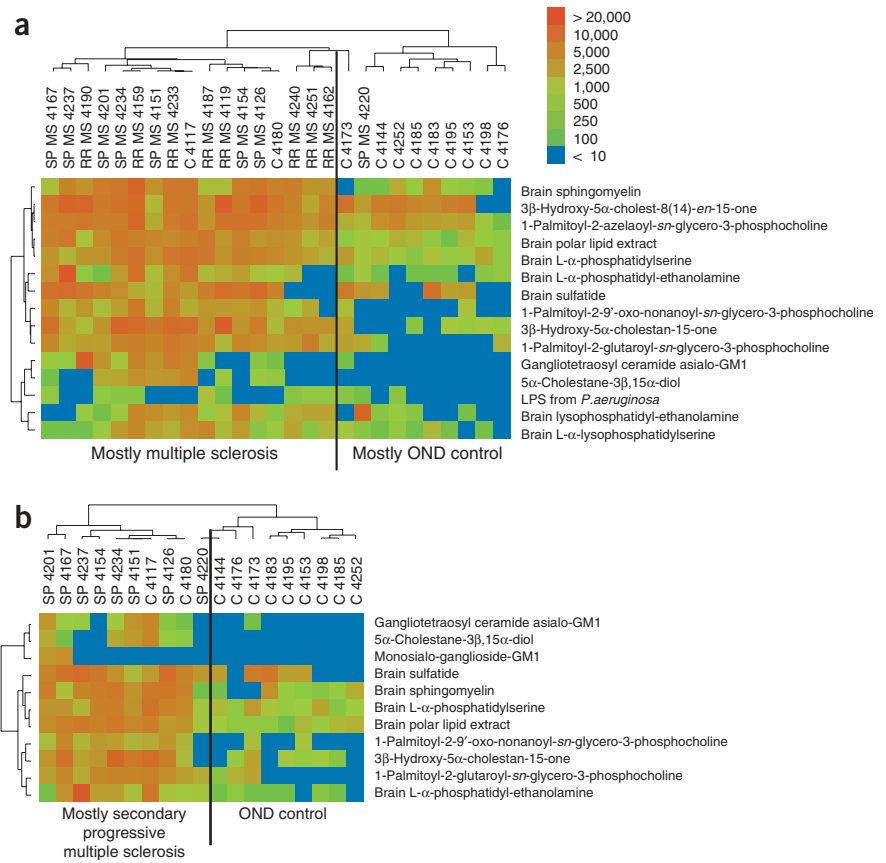 a
> 20,000
10,000
5,000
2,500
1,000
500
250
100
< 10
SP MS 4167
SP MS 4237
RR MS 4190
SP MS 4201
SP MS 4234
RR MS 4159
SP MS 4151
RR MS 4233
C 4117
RR MS 4187
RR MS 4119
SP MS 4154
SP MS 4126
C 4180
RR MS 4240
RR MS 4251
RR MS 4162
C 4173
SP MS 4220
C 4144
C 4252
C 4185
C 4183
C 4195
C 4153
C 4198
C 4176
Brain sphingomyelin
3β-Hydroxy-5α-cholest-8(14)-en-15-one
1-Palmitoyl-2-azelaoyl-sn-glycero-3-phosphocholine
Brain polar lipid extract
Brain L-α-phosphatidylserine
Brain L-α-phosphatidyl-ethanolamine
Brain sulfatide
1-Palmitoyl-2-9'-oxo-nonanoyl-sn-glycero-3-phosphocholine
3β-Hydroxy-5α-cholestan-15-one
1-Palmitoyl-2-glutaroyl-sn-glycero-3-phosphocholine
Gangliotetraosyl ceramide asialo-GM1
5α-Cholestane-3β,15α-diol
LPS from P.aeruginosa
Brain lysophosphatidyl-ethanolamine
Brain L-α-lysophosphatidylserine
Mostly multiple sclerosis
Mostly OND control
b
SP 4201
SP 4167
SP 4237
SP 4154
SP 4234
SP 4151
C 4117
SP 4126
C 4180
SP 4220
C 4144
C 4176
C 4173
C 4183
C 4195
C 4153
C 4198
C 4185
C 4252
Gangliotetraosyl ceramide asialo-GM1
5α-Cholestane-3β,15α-diol
Monosialo-ganglioside-GM1
Brain sulfatide
Brain sphingomyelin
Brain L-α-phosphatidylserine
Brain polar lipid extract
1-Palmitoyl-2-9′-oxo-nonanoyl-sn-glycero-3-phosphocholine
3β-Hydroxy-5α-cholestan-15-one
1-Palmitoyl-2-glutaroyl-sn-glycero-3-phosphocholine
Brain L-α-phosphatidyl-ethanolamine
Mostly secondary
progressive
multiple sclerosis
OND control